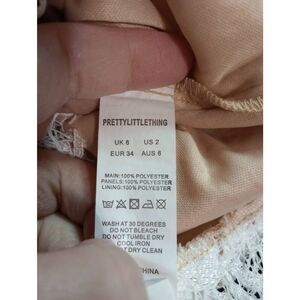 PRETTYLITTLETHING
UK 6 US 2
EUR 34 AUS 6
MAIN:100% POLYESTER
PANELS:100% POLYESTER
LINING:100% POLYESTER
WASH AT 30 DEGREES
DO NOT BLEACH
DO NOT TUMBLE DRY
COOL IRON
DRY CLEAN
CHINA